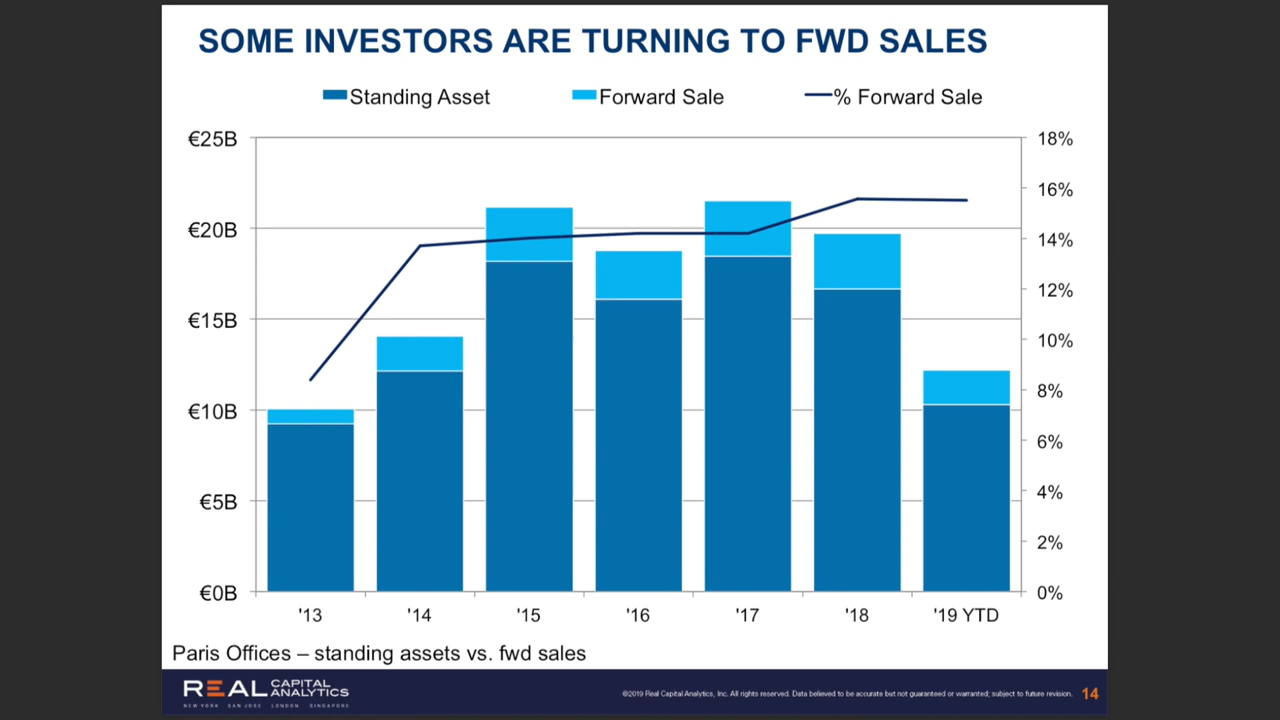 SOME INVESTORS ARE TURNING TO FWD SALES
Standing Asset Forward Sale % Forward Sale
€25B
€20B
€15B
€10B
€5B
€0B
18%
16%
14%
12%
10%
8%
6%
4%
2%
0%
'13 '14 '15 '16 '17 '18 '19 YTD
Paris Offices – standing assets vs. fwd sales
REAL CAPITAL ANALYTICS
NEW YORK SAN JOSE LONDON SINGAPORE
©2019 Real Capital Analytics, Inc. All rights reserved. Data believed to be accurate but not guaranteed or warranted; subject to future revision. 14